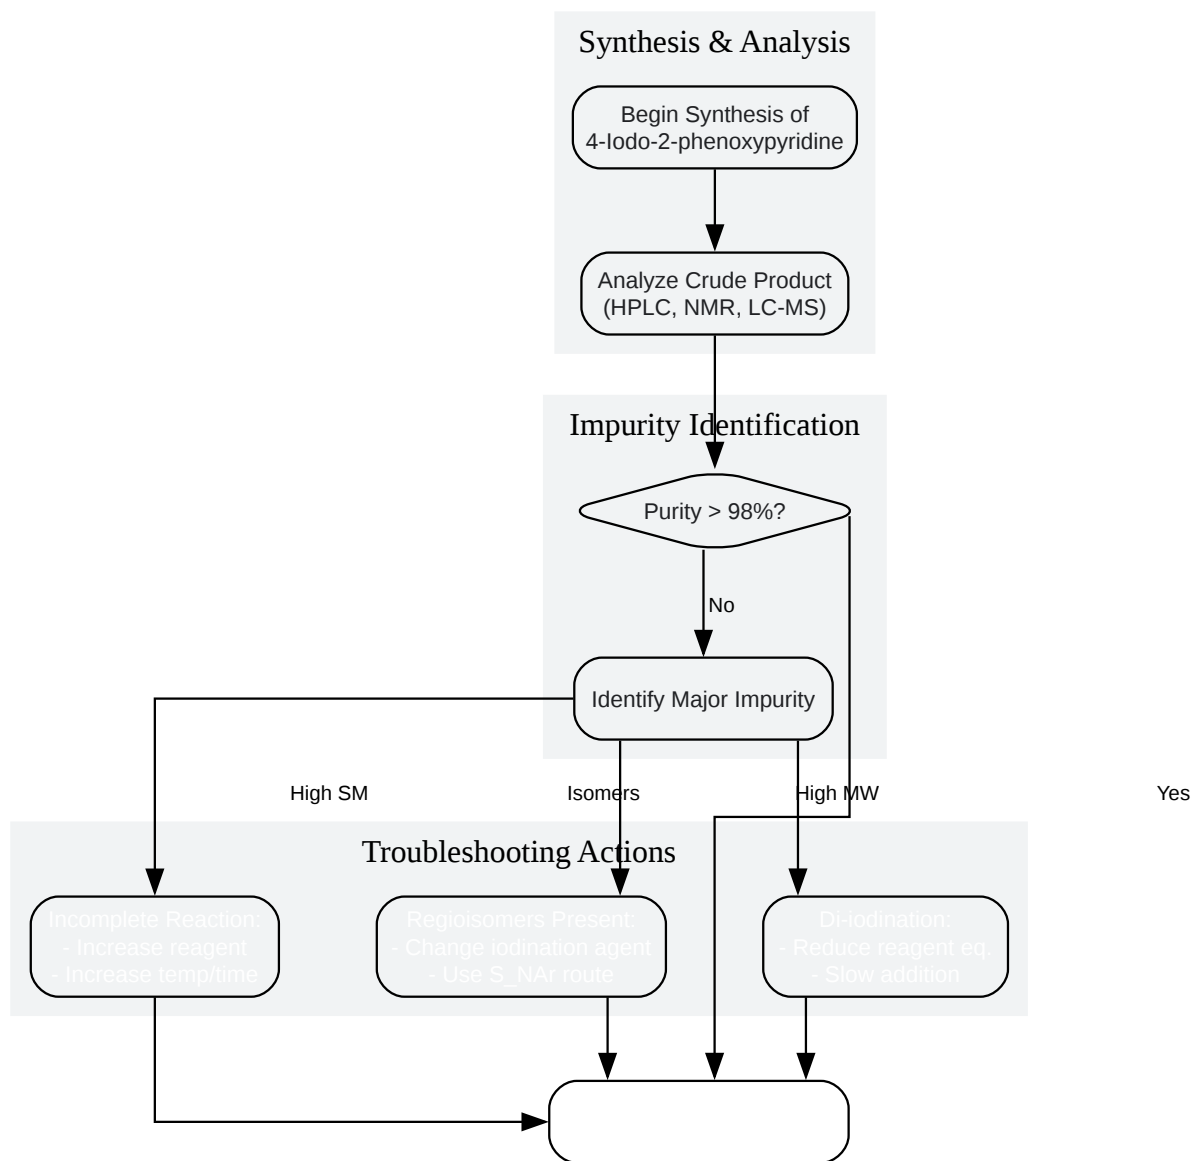 Synthesis & Analysis
Begin Synthesis of
4-Iodo-2-phenoxypyridine
Analyze Crude Product
(HPLC, NMR, LC-MS)
Impurity Identification
Purity > 98%?
No
Identify Major Impurity
High SM
Isomers
High MW
Yes
Troubleshooting Actions
Incomplete Reaction:
- Increase reagent
- Increase temp/time
Regioisomers Present:
- Change iodination agent
- Use S_NAr route
Di-iodination:
- Reduce reagent eq.
- Slow addition